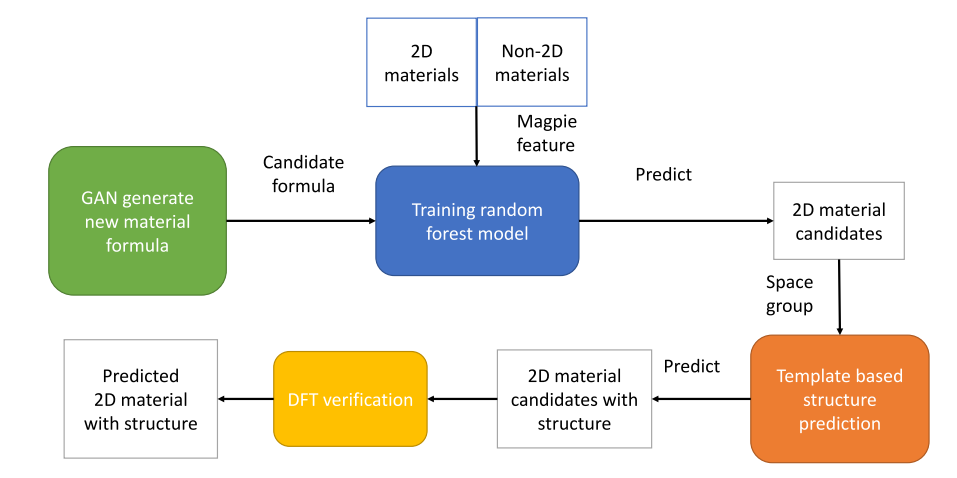 2D
materials
Non-2D
materials
Magpie
feature
GAN generate
new material
formula
Candidate
formula
Training random
forest model
Predict
2D material
candidates
Space
group
Template based
structure
prediction
Predict
2D material
candidates with
structure
DFT verification
Predicted
2D material
with structure